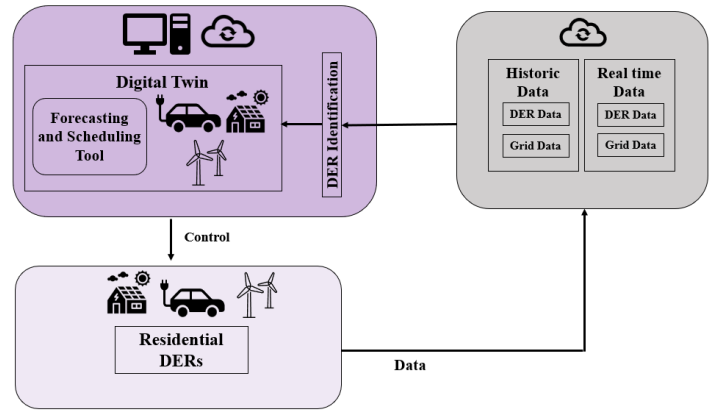 Digital Twin
Forecasting
and Scheduling
Tool
DER Identification
Historic
Data
DER Data
Grid Data
Real time
Data
DER Data
Grid Data
Control
Residential
DERs
Data